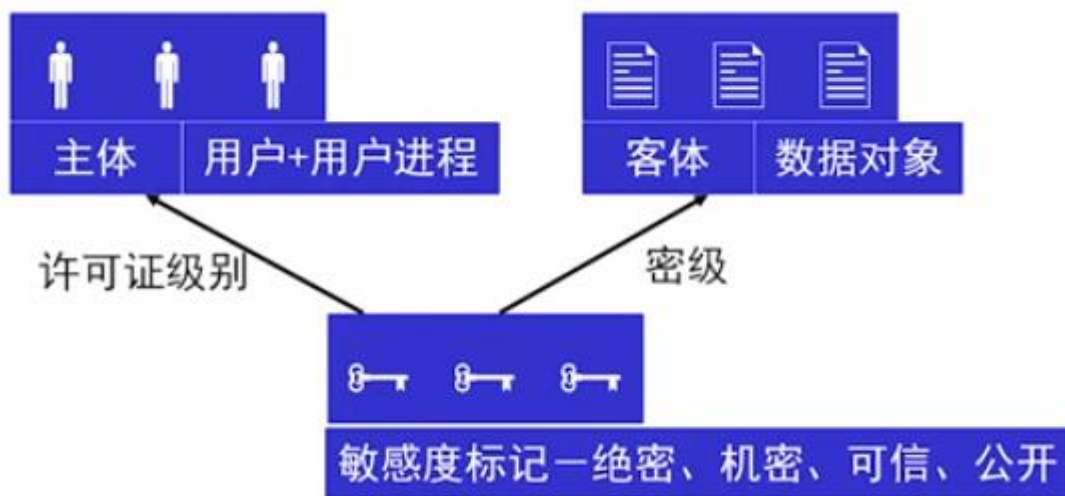 主体 用户+用户进程
客体 数据对象
许可证级别
密级
敏感度标记－绝密、机密、可信、公开